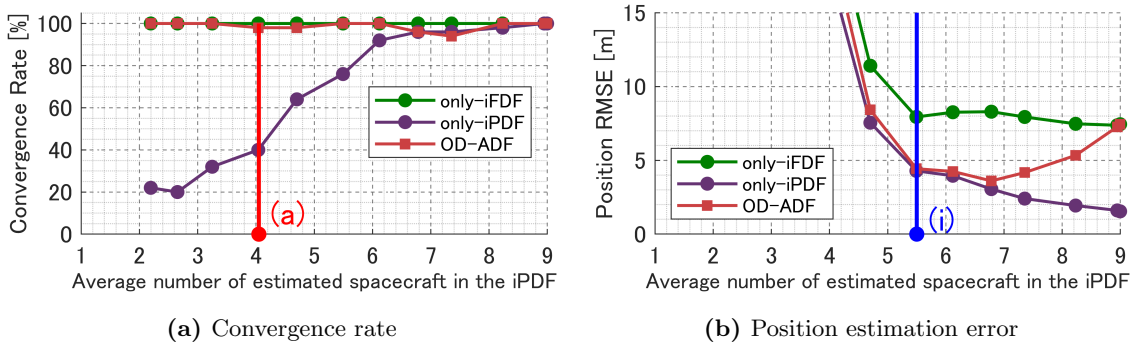 Convergence Rate [%]
100
80
60
40
20
0
only-iFDF
only-iPDF
OD-ADF
(a)
1 2 3 4 5 6 7 8 9
Average number of estimated spacecraft in the iPDF
(a) Convergence rate
Position RMSE [m]
15
10
5
0
only-iFDF
only-iPDF
OD-ADF
(i)
1 2 3 4 5 6 7 8 9
Average number of estimated spacecraft in the iPDF
(b) Position estimation error